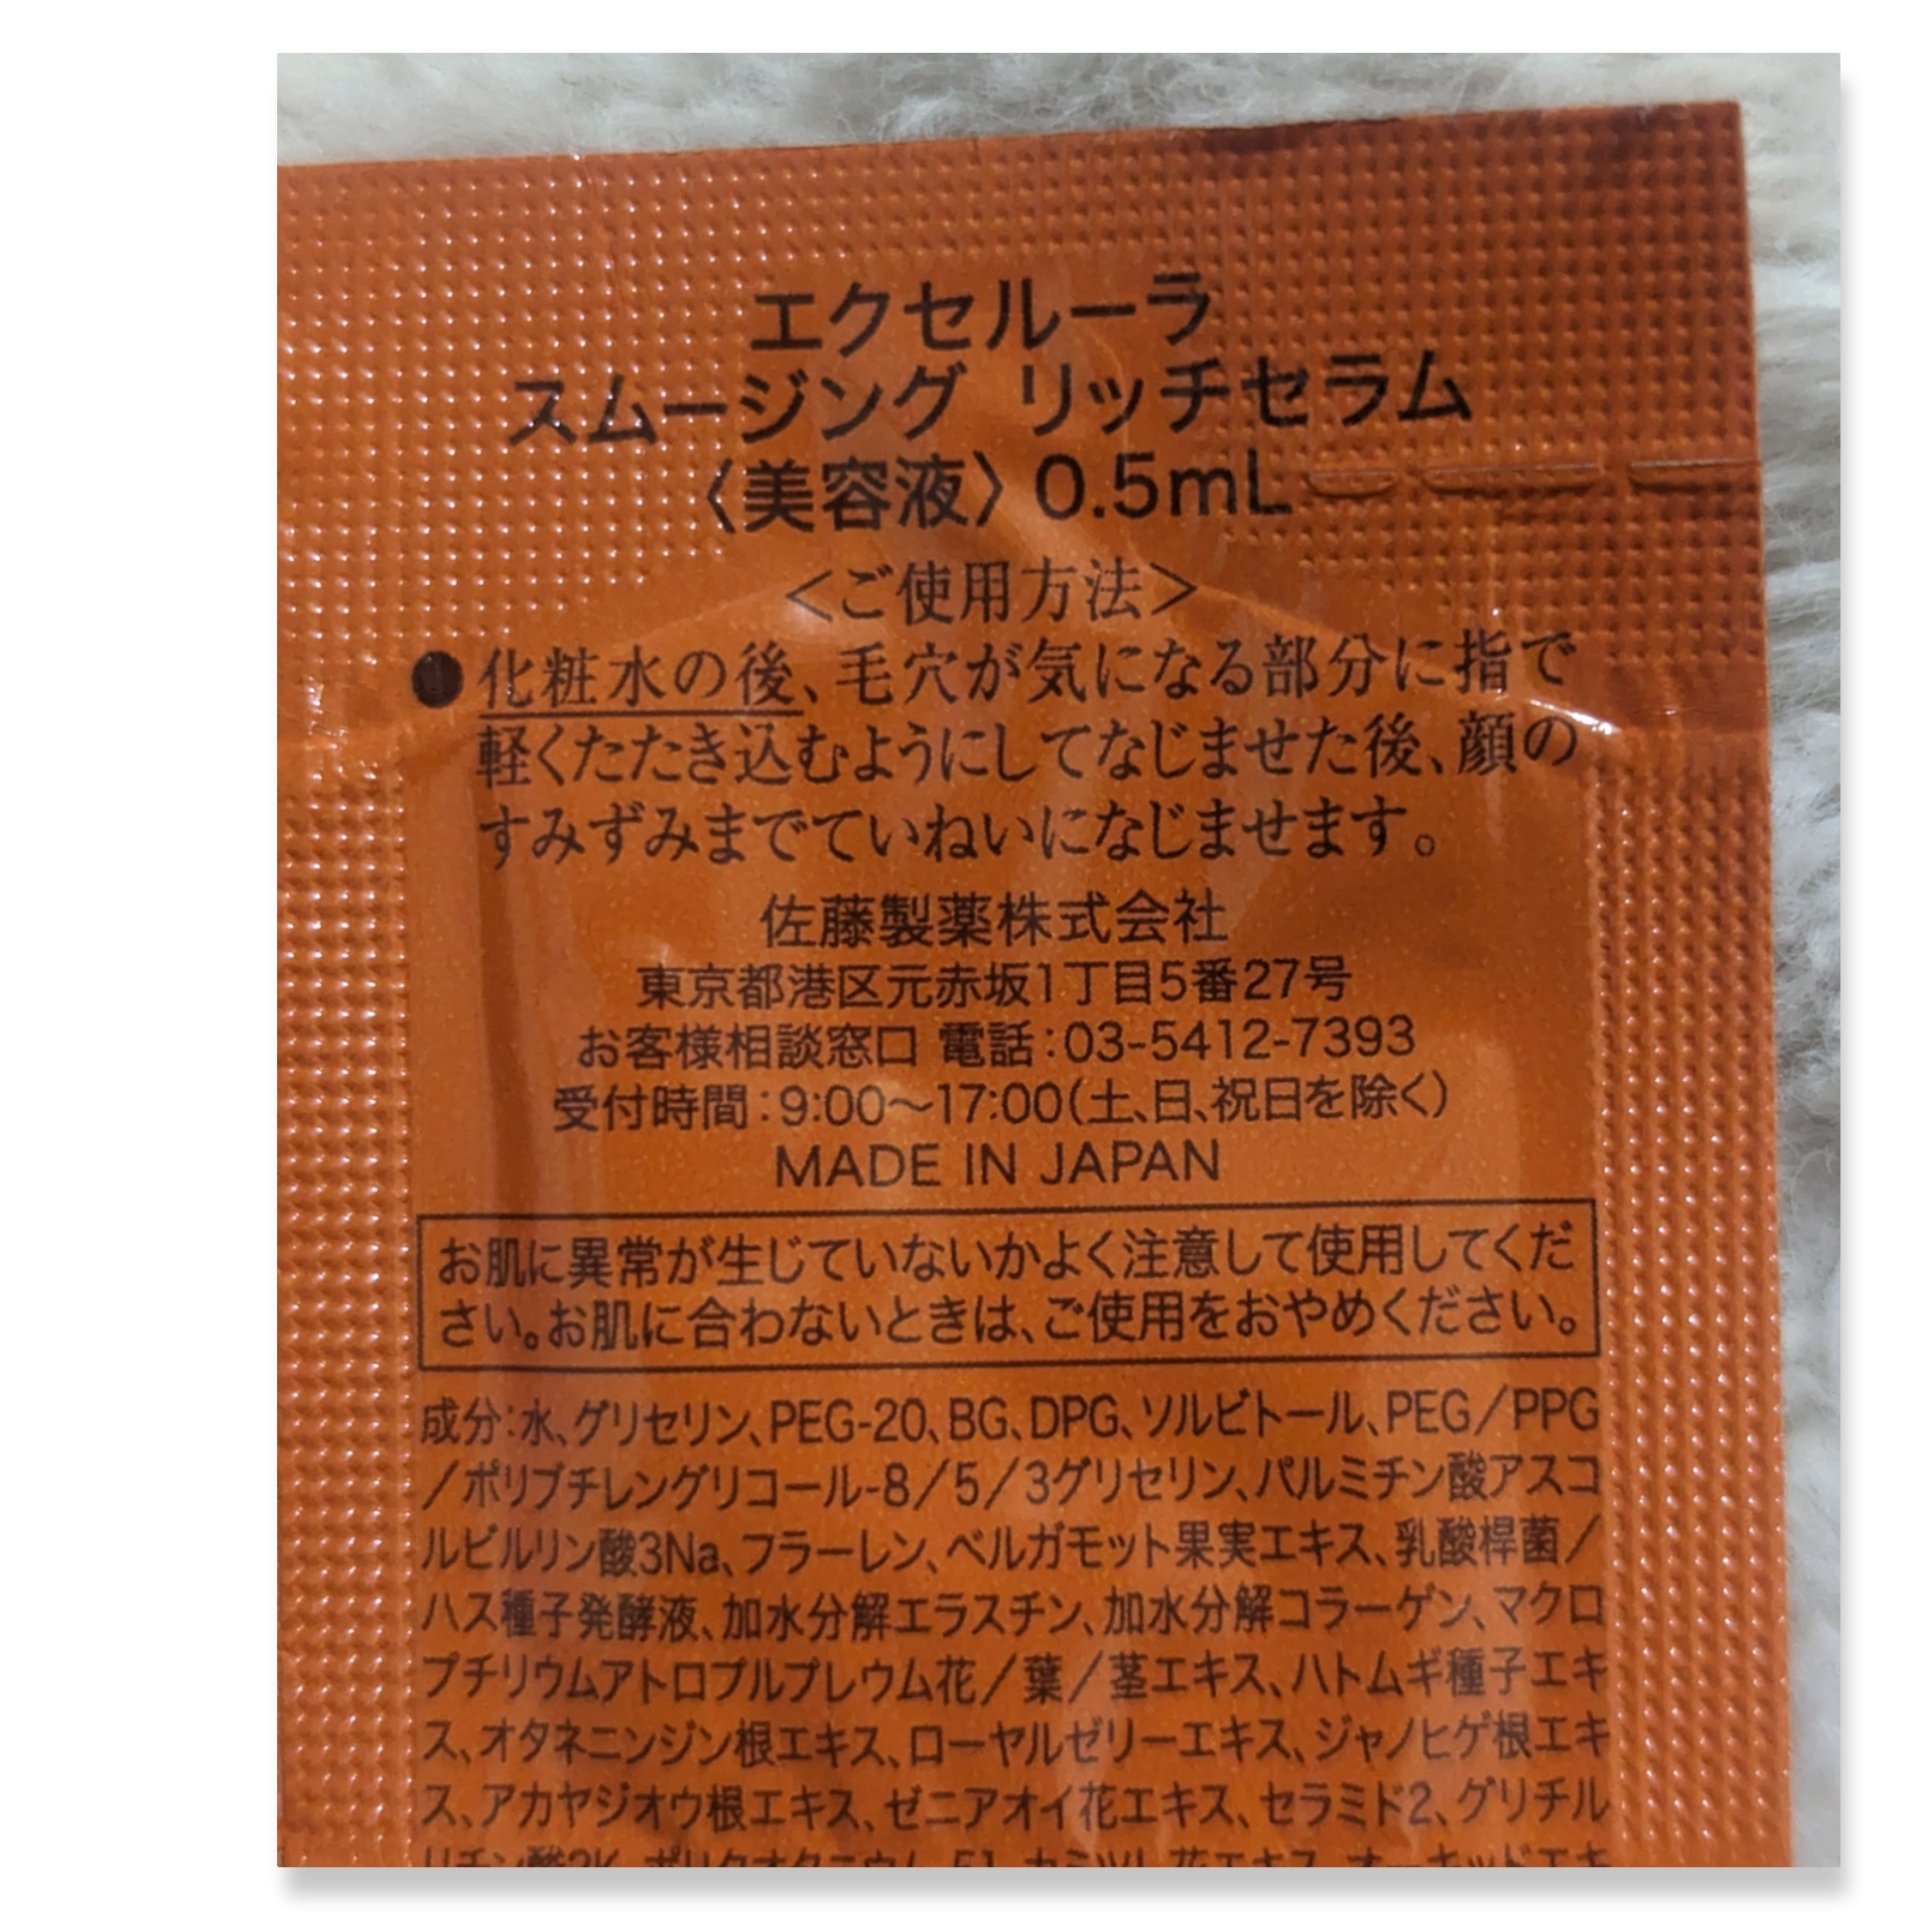 エクセルーラ
スムージング リッチセラム
〈美容液〉0.5mL
＜ご使用方法＞
●化粧水の後、毛穴が気になる部分に指で
軽くたたき込むようにしてなじませた後、顔の
すみずみまでていねいになじませます。
佐藤製薬株式会社
東京都港区元赤坂1丁目5番27号
お客様相談窓口 電話：03-5412-7393
受付時間：9:00〜17:00(土、日、祝日を除く)
MADE IN JAPAN
お肌に異常が生じていないかよく注意して使用してくだ
さい。お肌に合わないときは、ご使用をおやめください。
成分：水、グリセリン、PEG-20、BG、DPG、ソルビトール、PEG／PPG
／ポリブチレングリコール-8／5／3グリセリン、パルミチン酸アスコ
ルビルリン酸3Na、フラーレン、ベルガモット果実エキス、乳酸桿菌／
ハス種子発酵液、加水分解エラスチン、加水分解コラーゲン、マクロ
プチリウムアトロプルプレウム花／葉／茎エキス、ハトムギ種子エキ
ス、オタネニンジン根エキス、ローヤルゼリーエキス、ジャノヒゲ根エキ
ス、アカヤジオウ根エキス、ゼニアオイ花エキス、セラミド2、グリチル